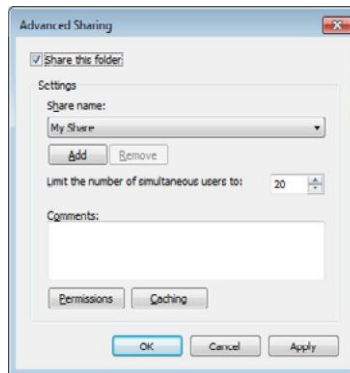 Advanced Sharing
Share this folder
Settings
Share name:
My Share
Add Remove
Limit the number of simultaneous users to: 20
Comments:
Permissions Caching
OK Cancel Apply